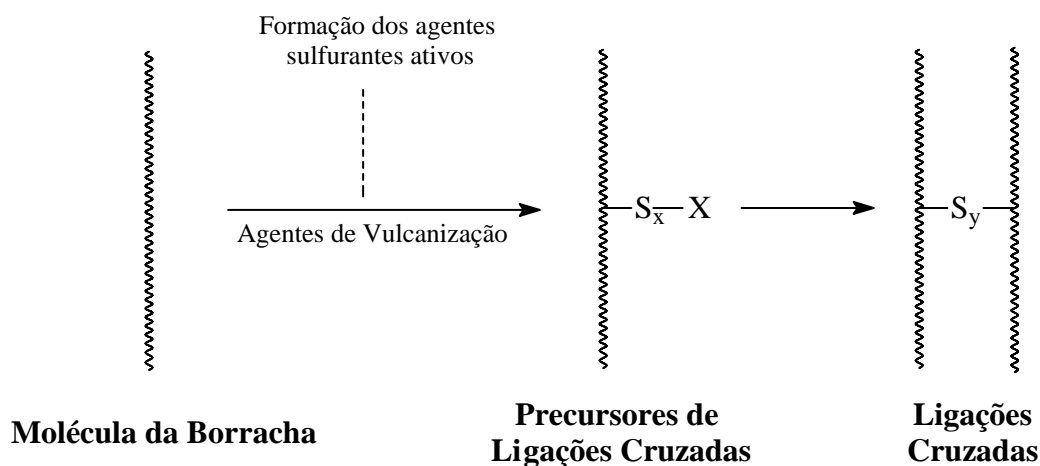 Formação dos agentes
sulfurantes ativos
Agentes de Vulcanização
Sx X
Sy
Molécula da Borracha
Precursores de
Ligações Cruzadas
Ligações
Cruzadas